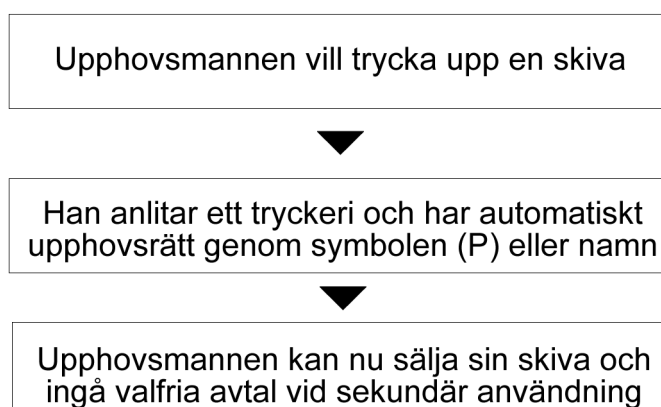 Upphovsmannen vill trycka upp en skiva
Han anlitar ett tryckeri och har automatiskt
upphovsrätt genom symbolen (P) eller namn
Upphovsmannen kan nu sälja sin skiva och
ingå valfria avtal vid sekundär användning